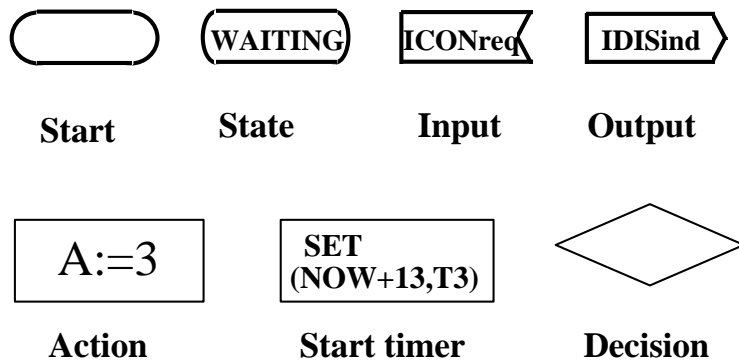 WAITING ICONreq IDISind
Start State Input Output
A:=3 SET
(NOW+13,T3)
Action Start timer Decision